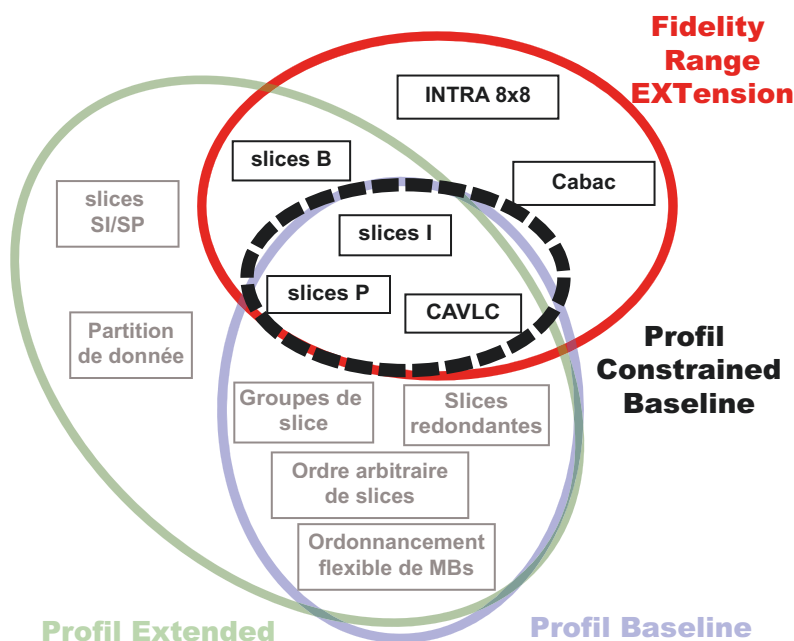 Fidelity
Range
EXTension
INTRA 8x8
slices B
Cabac
slices
SI/SP
slices I
slices P
CAVLC
Partition
de donnée
Profil
Constrained
Baseline
Groupes de
slice
Slices
redondantes
Ordre arbitraire
de slices
Ordonnancement
flexible de MBs
Profil Extended
Profil Baseline